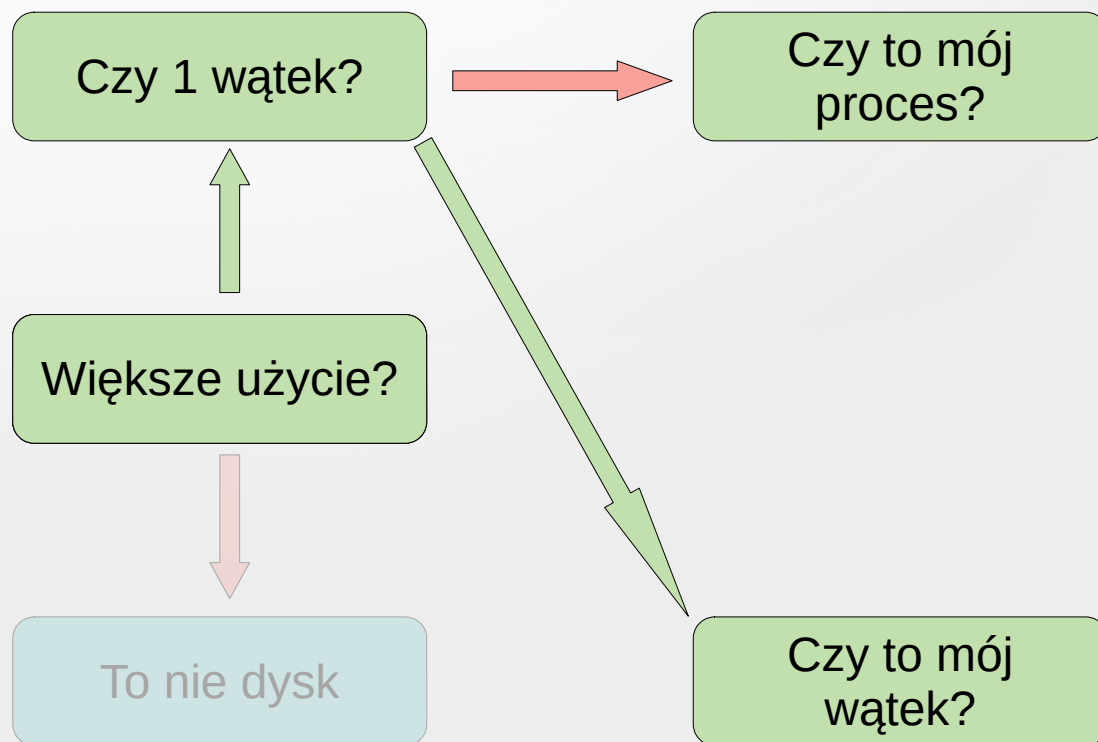 Czy 1 wątek?
Czy to mój
proces?
Większe użycie?
To nie dysk
Czy to mój
wątek?